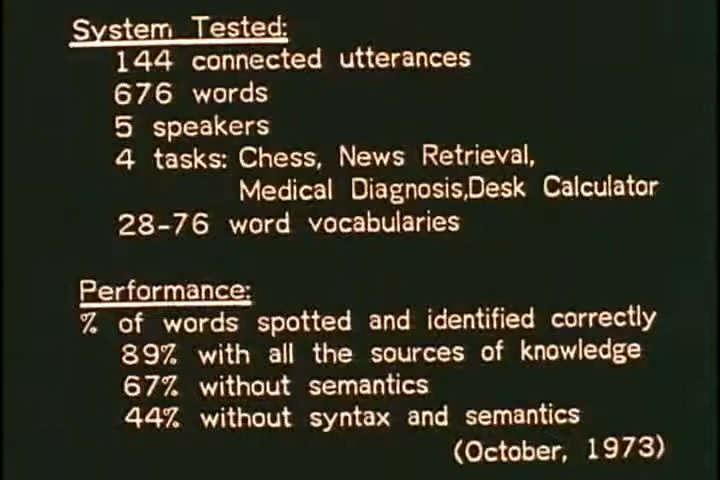 System Tested:
144 connected utterances
676 words
5 speakers
4 tasks: Chess, News Retrieval,
Medical Diagnosis,Desk Calculator
28-76 word vocabularies
Performance:
% of words spotted and identified correctly
89% with all the sources of knowledge
67% without semantics
44% without syntax and semantics
(October, 1973)